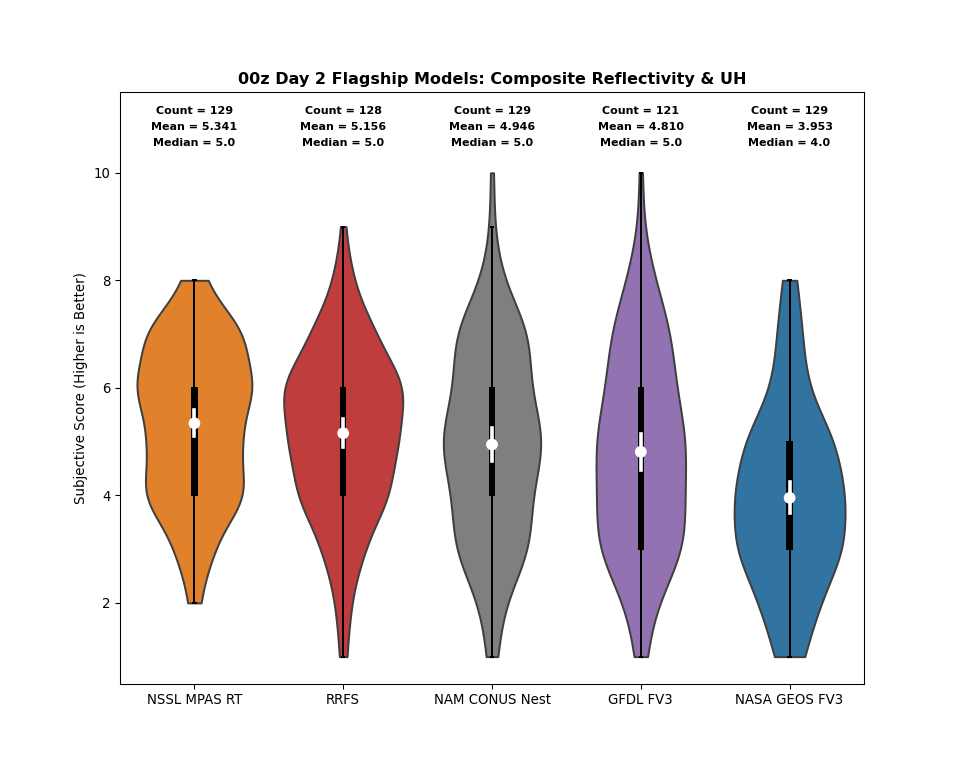 00z Day 2 Flagship Models: Composite Reflectivity & UH
Count = 129
Mean = 5.341
Median = 5.0
Count = 128
Mean = 5.156
Median = 5.0
Count = 129
Mean = 4.946
Median = 5.0
Count = 121
Mean = 4.810
Median = 5.0
Count = 129
Mean = 3.953
Median = 4.0
Subjective Score (Higher is Better)
10
8
6
4
2
NSSL MPAS RT
RRFS
NAM CONUS Nest
GFDL FV3
NASA GEOS FV3